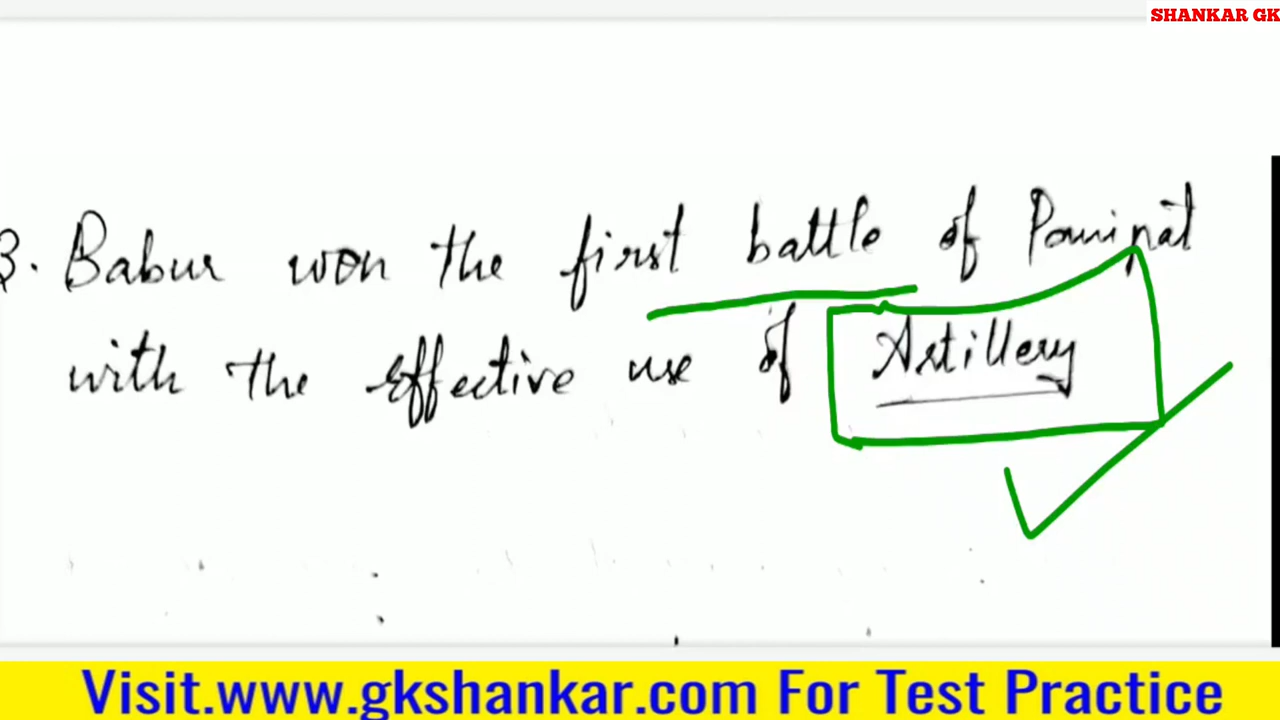 SHANKAR GK
3. Babur won the first battle of Panipat
with the effective use of Artillery
Visit.www.gkshankar.com For Test Practice